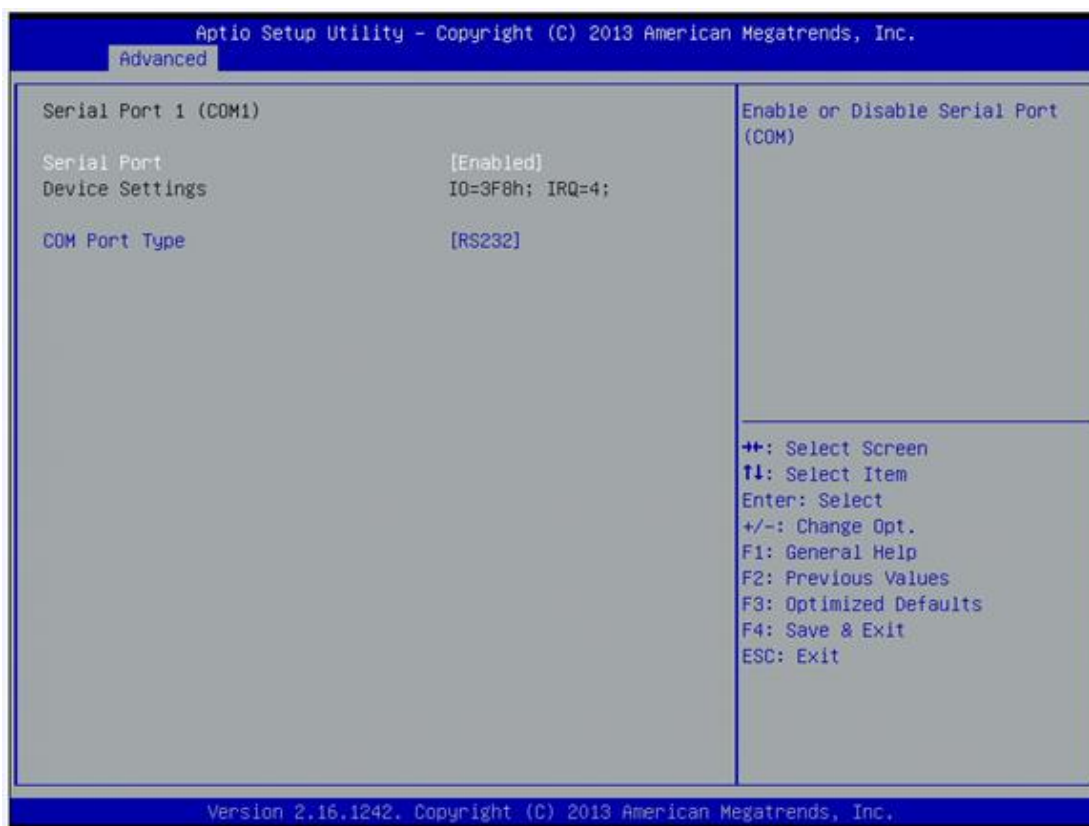 Aptio Setup Utility – Copyright (C) 2013 American Megatrends, Inc.
Advanced
Serial Port 1 (COM1)
Serial Port [Enabled]
Device Settings IO=3F8h; IRQ=4;
COM Port Type [RS232]
Enable or Disable Serial Port
(COM)
→←: Select Screen
↑↓: Select Item
Enter: Select
+/-: Change Opt.
F1: General Help
F2: Previous Values
F3: Optimized Defaults
F4: Save & Exit
ESC: Exit
Version 2.16.1242. Copyright (C) 2013 American Megatrends, Inc.